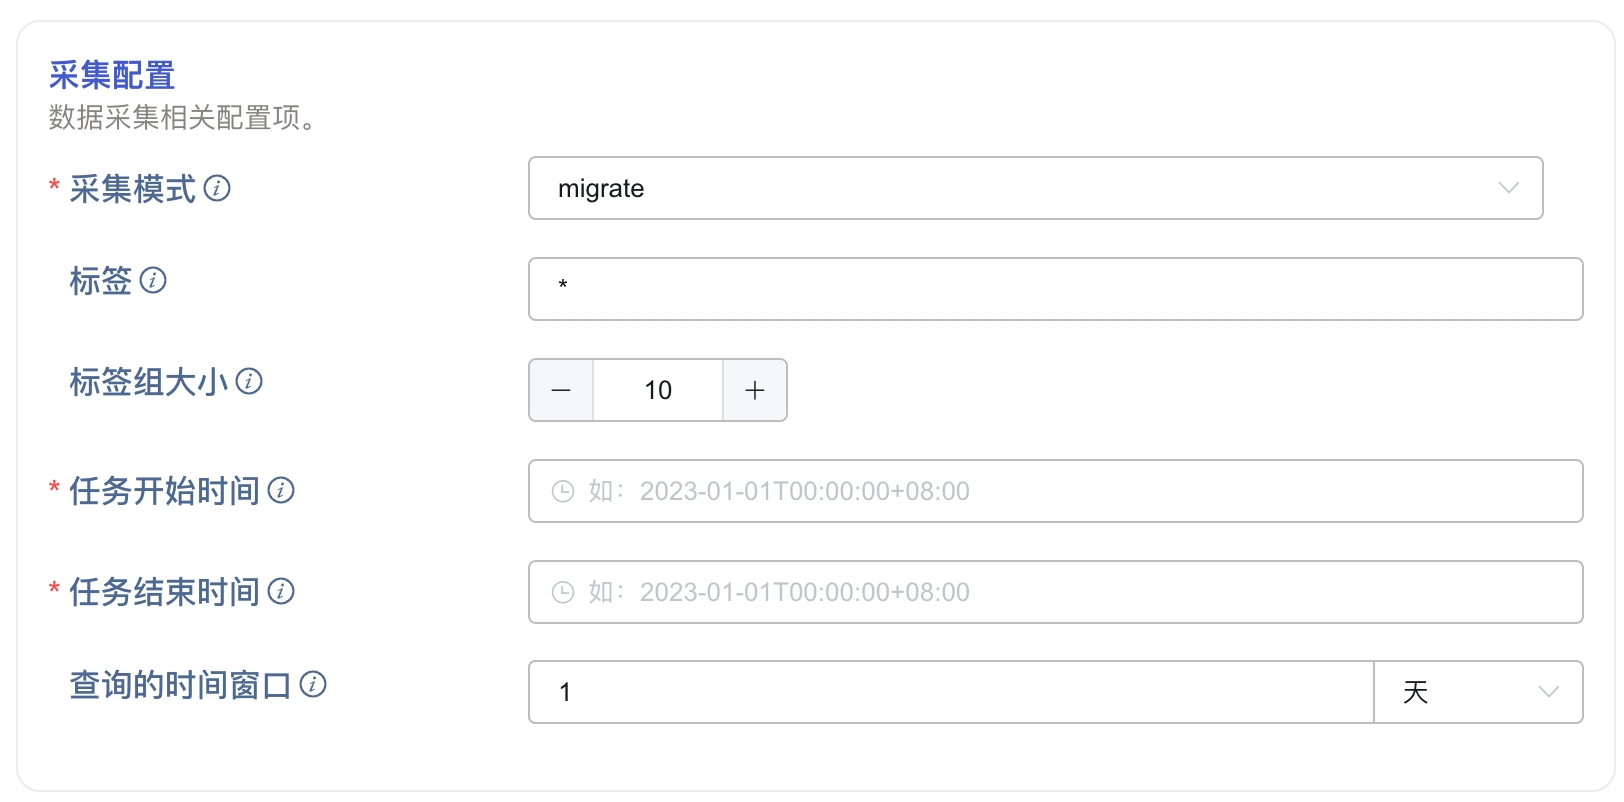 采集配置
数据采集相关配置项。
* 采集模式 migrate
标签 *
标签组大小 10
* 任务开始时间 如：2023-01-01T00:00:00+08:00
* 任务结束时间 如：2023-01-01T00:00:00+08:00
查询的时间窗口 1 天